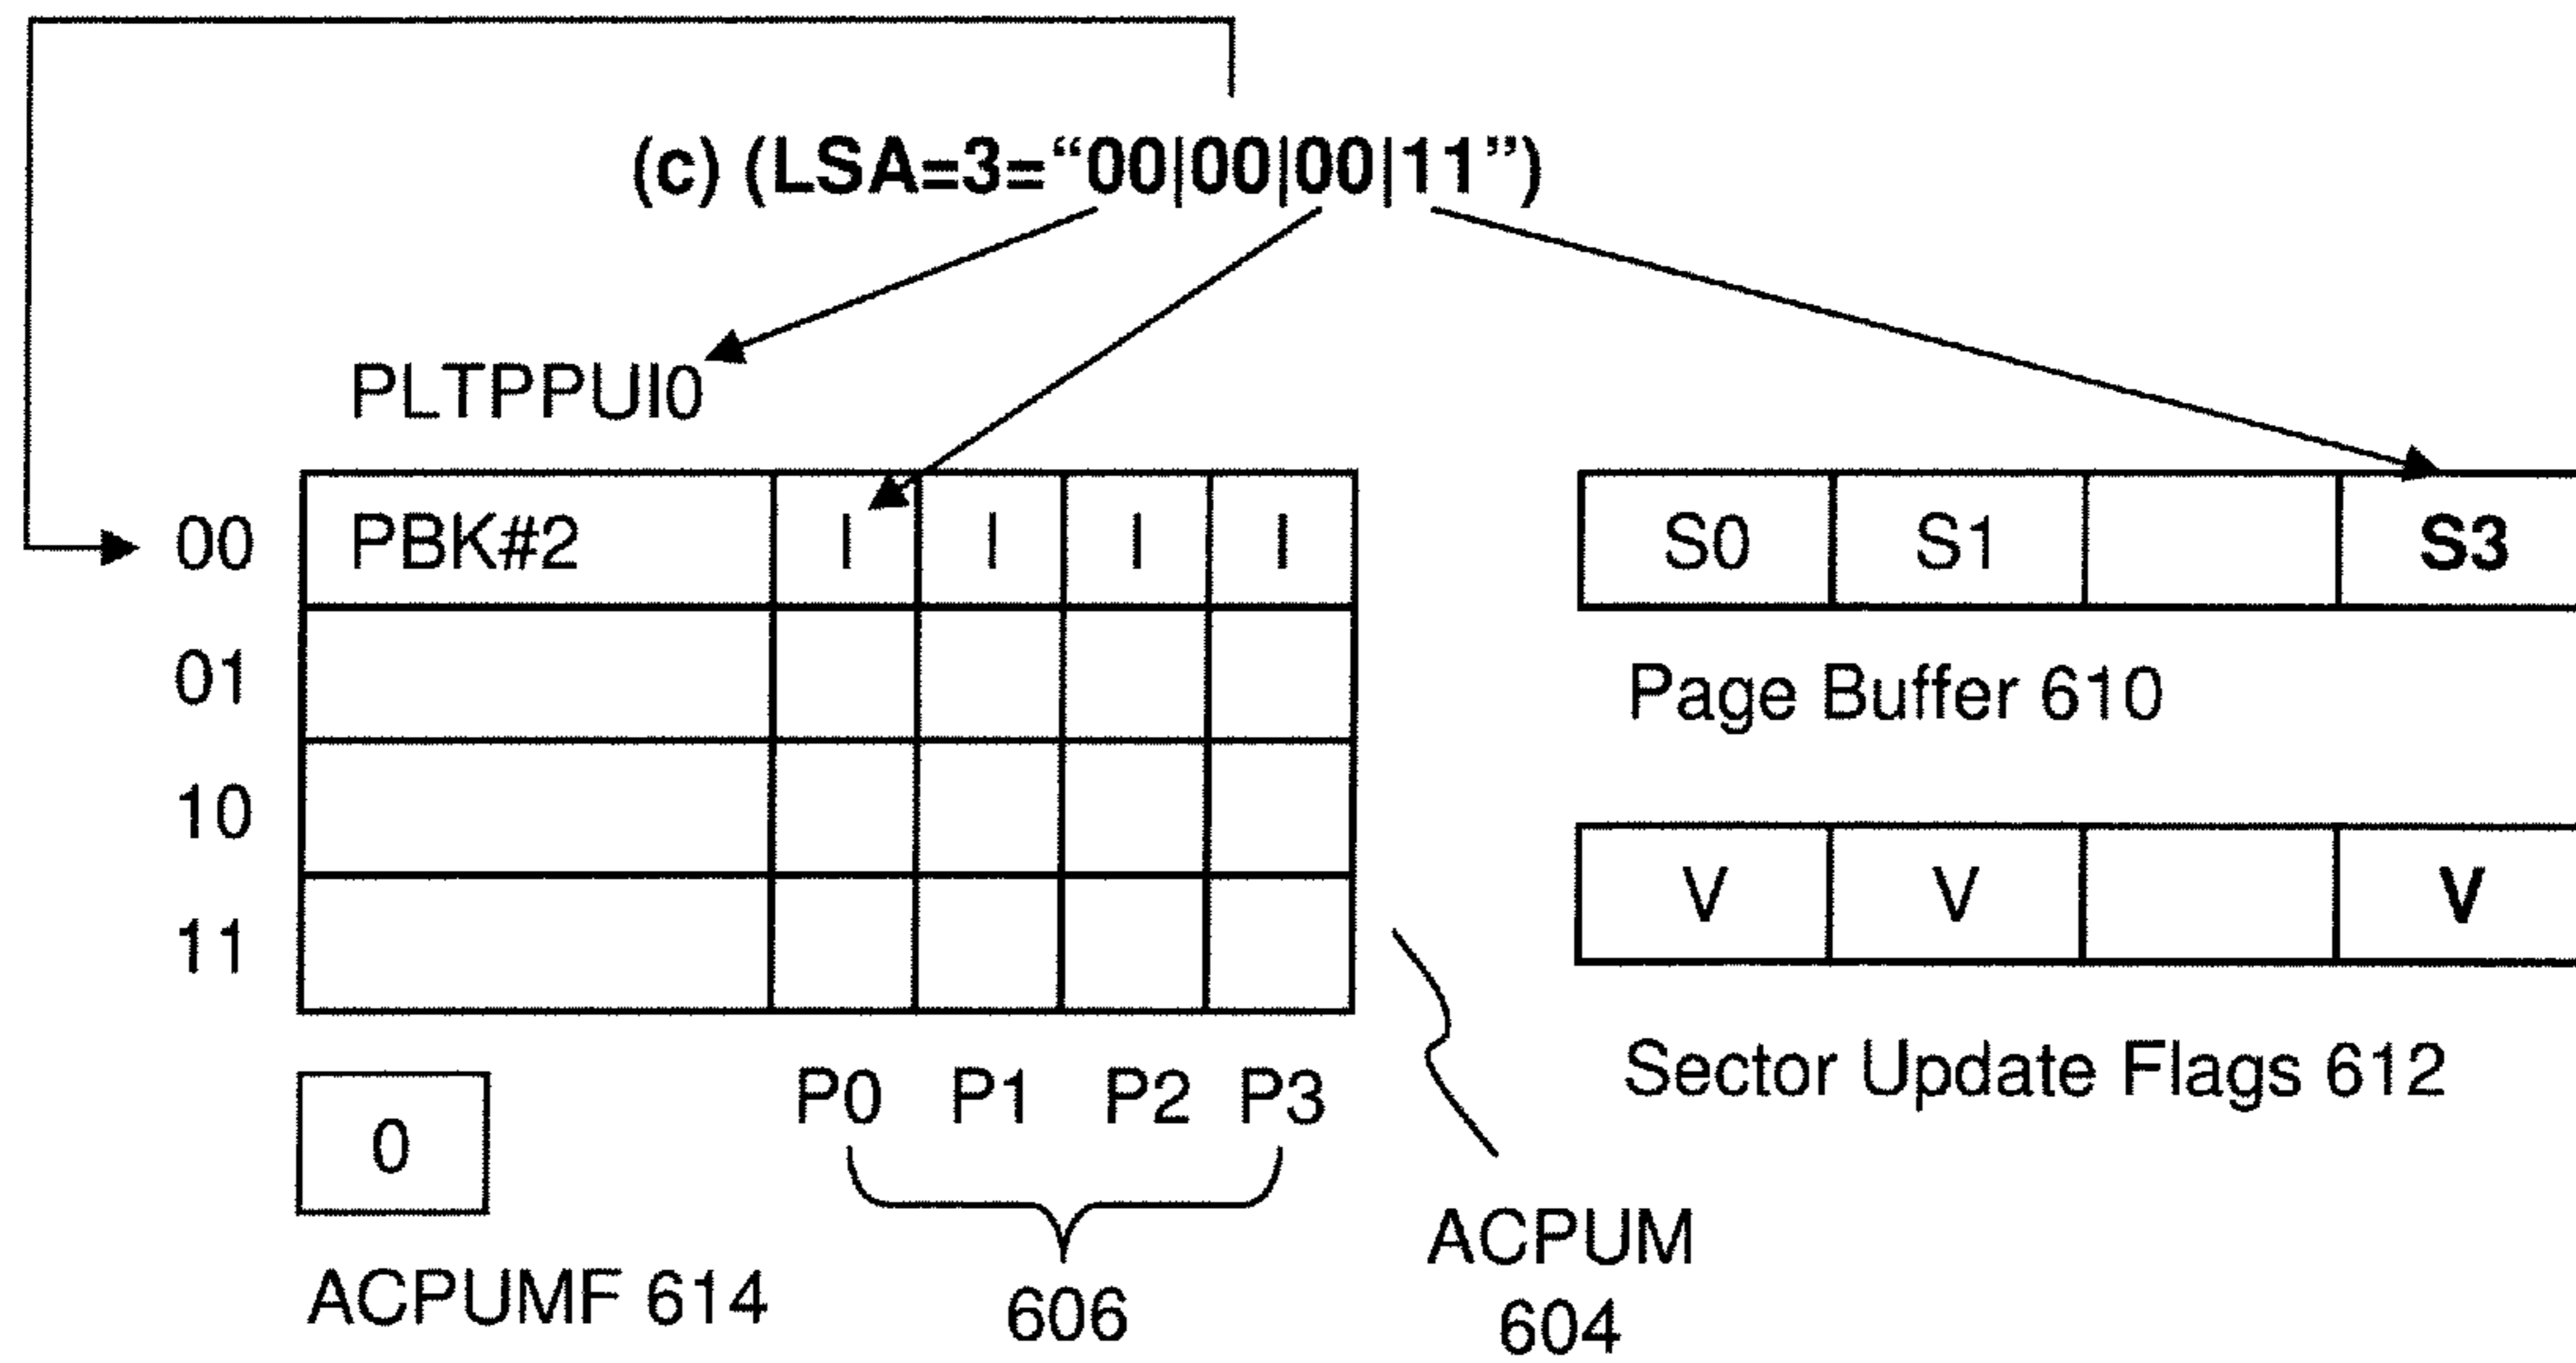 (c) (LSA=3=“00|00|00|11”)
PLTPPUI0
00 PBK#2 I I I I
01
10
11
P0 P1 P2 P3
0
ACPUMF 614
606
ACPUM
604
S0 S1 S3
Page Buffer 610
V V V
Sector Update Flags 612